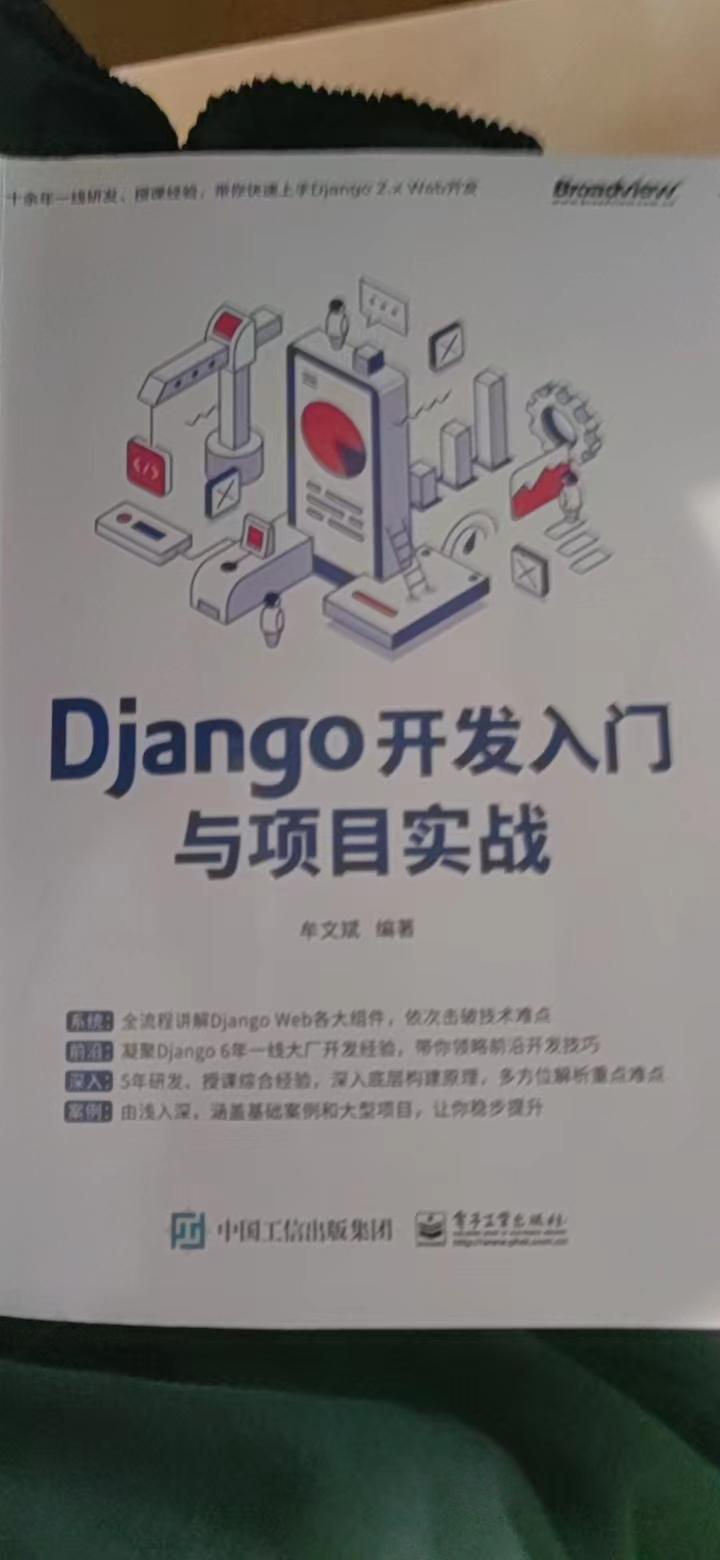 十余年一线研发、授课经验，带你快速上手Django 2.x Web开发
Broadview
</>
Django开发入门
与项目实战
牟文斌 编著
系统：全流程讲解Django Web各大组件，依次击破技术难点
前沿：凝聚Django 6年一线大厂开发经验，带你领略前沿开发技巧
深入：5年研发、授课综合经验，深入底层构建原理，多方位解析重点难点
案例：由浅入深，涵盖基础案例和大型项目，让你稳步提升
中国工信出版集团
电子工业出版社
http://www.phei.com.cn